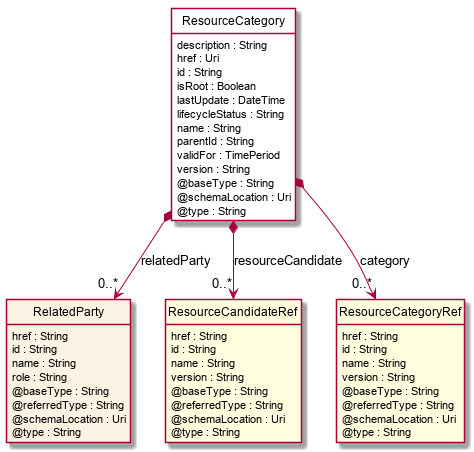 ResourceCategory
description : String
href : Uri
id : String
isRoot : Boolean
lastUpdate : DateTime
lifecycleStatus : String
name : String
parentId : String
validFor : TimePeriod
version : String
@baseType : String
@schemaLocation : Uri
@type : String
relatedParty
resourceCandidate
category
0..*
0..*
0..*
RelatedParty
href : String
id : String
name : String
role : String
@baseType : String
@referredType : String
@schemaLocation : Uri
@type : String
ResourceCandidateRef
href : String
id : String
name : String
version : String
@baseType : String
@referredType : String
@schemaLocation : Uri
@type : String
ResourceCategoryRef
href : String
id : String
name : String
version : String
@baseType : String
@referredType : String
@schemaLocation : Uri
@type : String